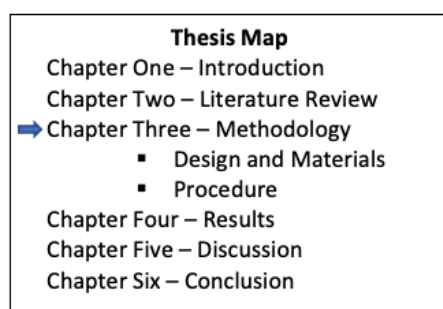 Thesis Map
Chapter One – Introduction
Chapter Two – Literature Review
Chapter Three – Methodology
▪ Design and Materials
▪ Procedure
Chapter Four – Results
Chapter Five – Discussion
Chapter Six – Conclusion